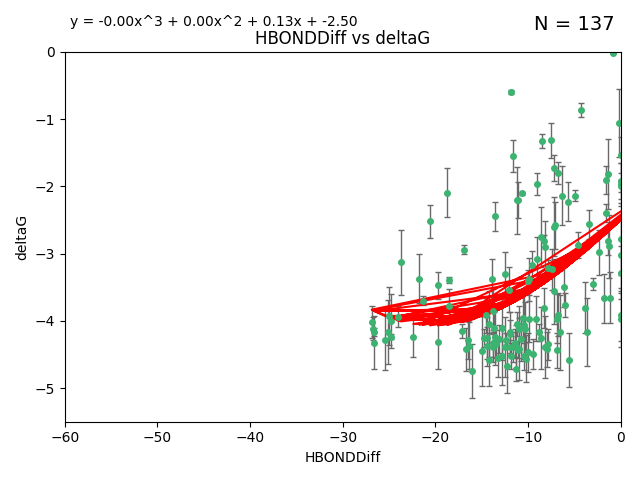 y = -0.00x^3 + 0.00x^2 + 0.13x + -2.50
N = 137
HBONDDiff vs deltaG
0
−1
−2
−3
−4
−5
deltaG
−60
−50
−40
−30
−20
−10
0
HBONDDiff